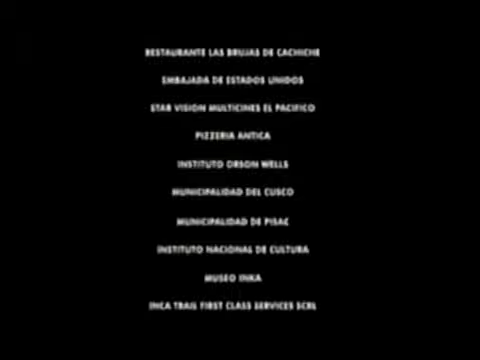 RESTAURANTE LAS BRUJAS DE CACHICHE
EMBAJADA DE ESTADOS UNIDOS
STAR VISION MULTICINES EL PACIFICO
PIZZERIA ANTICA
INSTITUTO ORSON WELLS
MUNICIPALIDAD DEL CUSCO
MUNICIPALIDAD DE PISAC
INSTITUTO NACIONAL DE CULTURA
MUSEO INKA
INCA TRAIL FIRST CLASS SERVICES SCRL